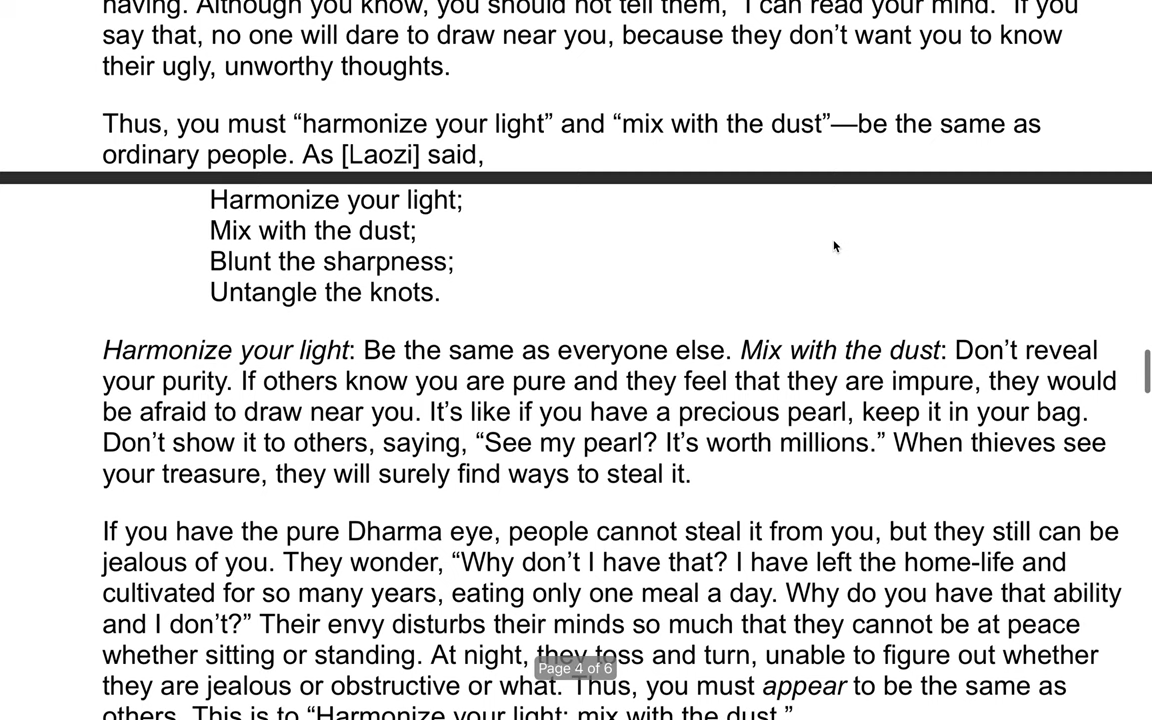 having. Although you know, you should not tell them, “I can read your mind.” If you
say that, no one will dare to draw near you, because they don’t want you to know
their ugly, unworthy thoughts.
Thus, you must “harmonize your light” and “mix with the dust”—be the same as
ordinary people. As [Laozi] said,
Harmonize your light;
Mix with the dust;
Blunt the sharpness;
Untangle the knots.
Harmonize your light: Be the same as everyone else. Mix with the dust: Don’t reveal
your purity. If others know you are pure and they feel that they are impure, they would
be afraid to draw near you. It’s like if you have a precious pearl, keep it in your bag.
Don’t show it to others, saying, “See my pearl? It’s worth millions.” When thieves see
your treasure, they will surely find ways to steal it.
If you have the pure Dharma eye, people cannot steal it from you, but they still can be
jealous of you. They wonder, “Why don’t I have that? I have left the home-life and
cultivated for so many years, eating only one meal a day. Why do you have that ability
and I don’t?” Their envy disturbs their minds so much that they cannot be at peace
whether sitting or standing. At night, they toss and turn, unable to figure out whether
Page 4 of 6
they are jealous or obstructive or what. Thus, you must appear to be the same as
others. This is to “Harmonize your light; mix with the dust.”